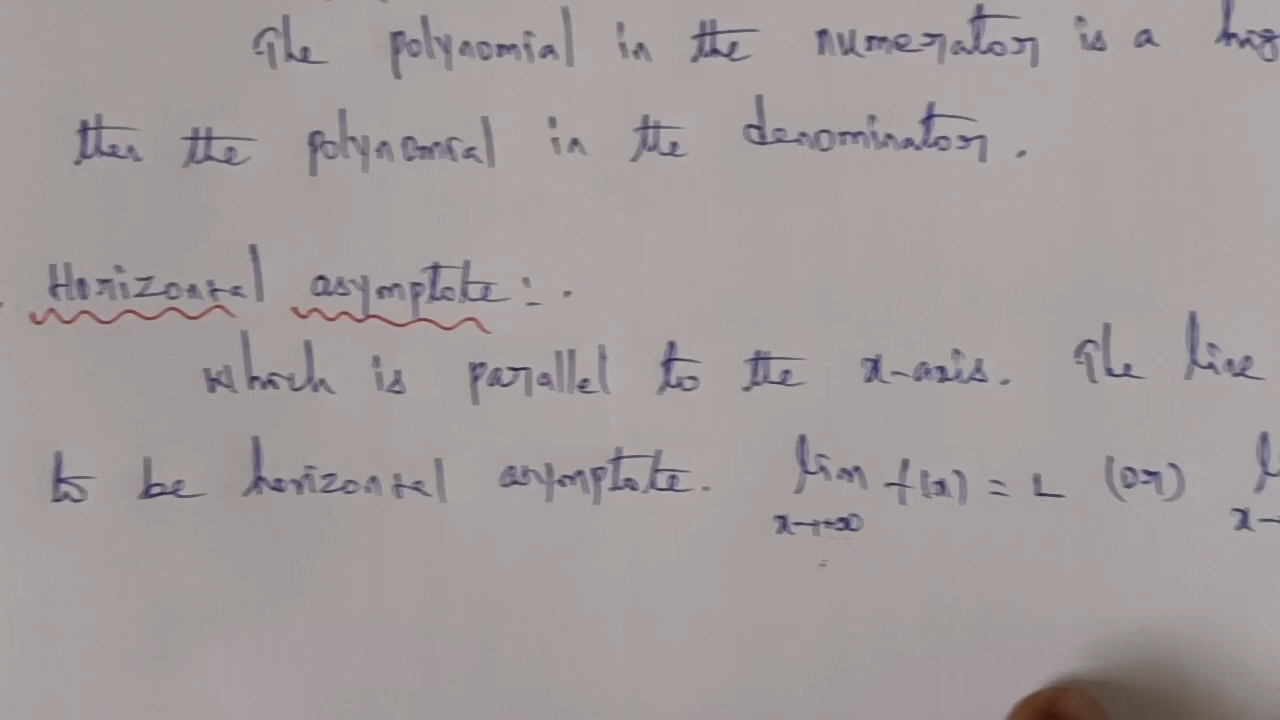 The polynomial in the numerator is a
then the polynomial in the denominator.
Horizontal asymptote :- .
which is parallel to the x-axis. The line
to be horizontal asymptote. lim f(x) = L (or)
x→-∞ x→